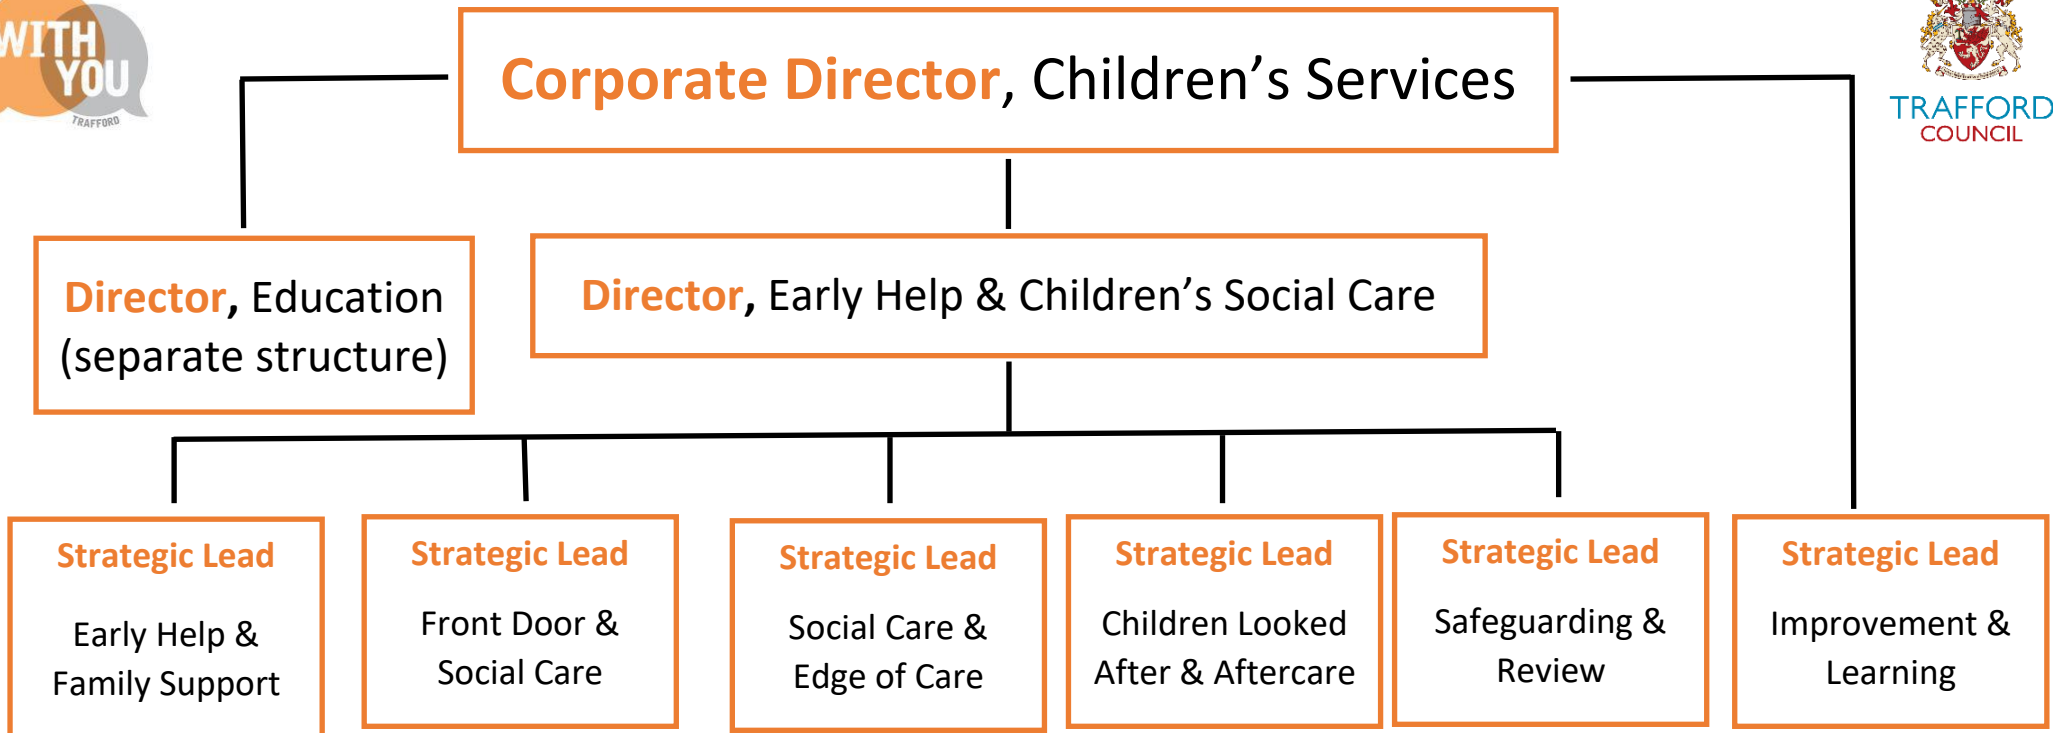 WITH
YOU
TRAFFORD
Corporate Director, Children’s Services
TRAFFORD
COUNCIL
Director, Education
(separate structure)
Director, Early Help & Children’s Social Care
Strategic Lead
Early Help &
Family Support
Strategic Lead
Front Door &
Social Care
Strategic Lead
Social Care &
Edge of Care
Strategic Lead
Children Looked
After & Aftercare
Strategic Lead
Safeguarding &
Review
Strategic Lead
Improvement &
Learning